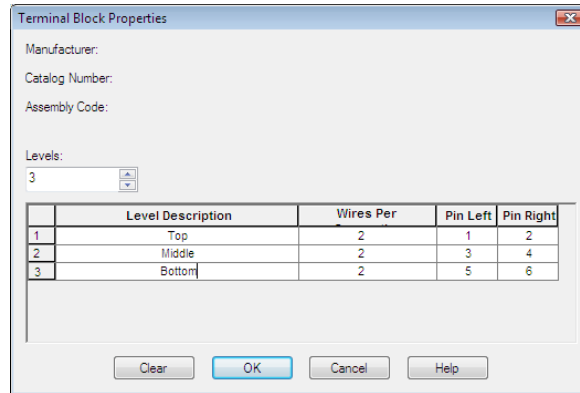 Terminal Block Properties
Manufacturer:
Catalog Number:
Assembly Code:
Levels:
3
Level Description Wires Per Pin Left Pin Right
1 Top 2 1 2
2 Middle 2 3 4
3 Bottom 2 5 6
Clear OK Cancel Help